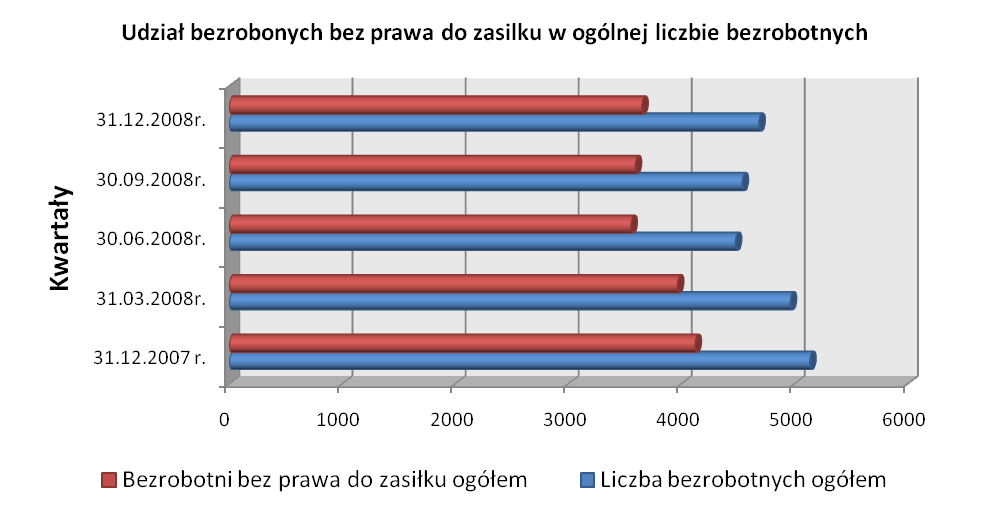 Udział bezrobonych bez prawa do zasilku w ogólnej liczbie bezrobotnych
31.12.2008r.
30.09.2008r.
Kwartały
30.06.2008r.
31.03.2008r.
31.12.2007 r.
0 1000 2000 3000 4000 5000 6000
Bezrobotni bez prawa do zasiłku ogółem Liczba bezrobotnych ogółem